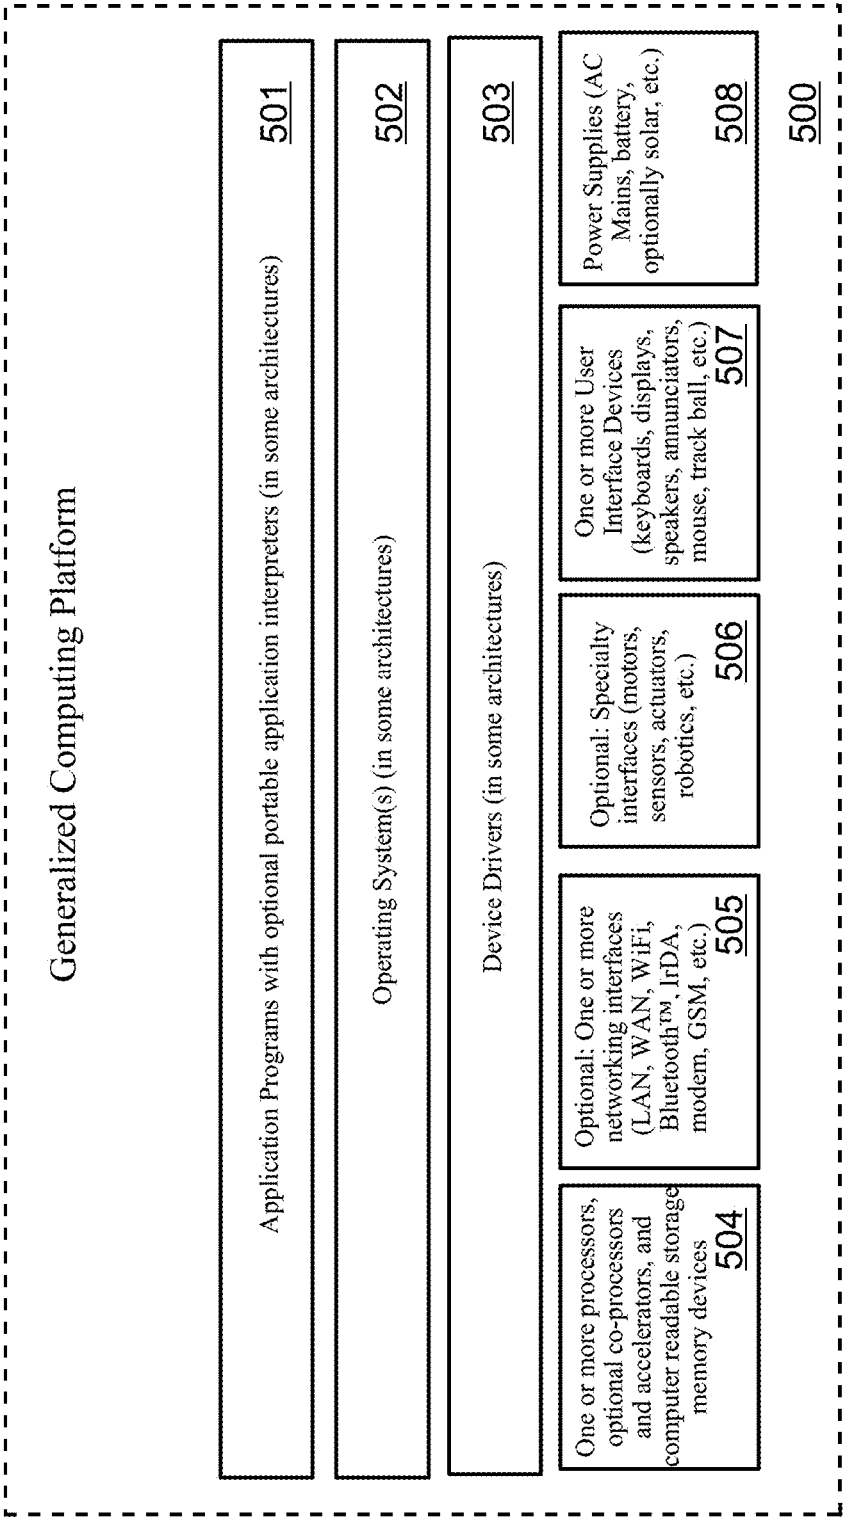 Generalized Computing Platform
Application Programs with optional portable application interpreters (in some architectures)
501
Operating System(s) (in some architectures)
502
Device Drivers (in some architectures)
503
One or more processors,
optional co-processors
and accelerators, and
computer readable storage
memory devices
504
Optional: One or more
networking interfaces
(LAN, WAN, WiFi,
Bluetooth™, IrDA,
modem, GSM, etc.)
505
Optional: Specialty
interfaces (motors,
sensors, actuators,
robotics, etc.)
506
One or more User
Interface Devices
(keyboards, displays,
speakers, annunciators,
mouse, track ball, etc.)
507
Power Supplies (AC
Mains, battery,
optionally solar, etc.)
508
500